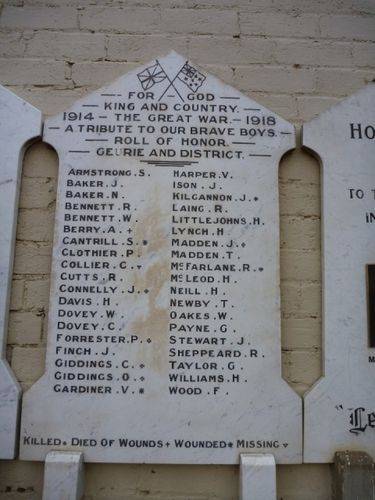 FOR GOD
KING AND COUNTRY.
1914 - THE GREAT WAR. - 1918
A TRIBUTE TO OUR BRAVE BOYS.
ROLL OF HONOR.
GEURIE AND DISTRICT.
ARMSTRONG.S.
BAKER.J.
BAKER.N.
BENNETT.R.
BENNETT.W.
BERRY.A.+
CANTRILL.S.*
CLOTHIER.P.
COLLIER.C.
CUTTS.R.
CONNELLY.J.
DAVIS.H.
DOVEY.W.
DOVEY.C.
FORRESTER.P.
FINCH.J.
GIDDINGS.C.
GIDDINGS.O.
GARDINER.V.*
HARPER.V.
ISON.J.
KILGANNON.J.
LAING.R.
LITTLEJOHNS.H.
LYNCH.H
MADDEN.J.
MADDEN.T.
McFARLANE.R.*
McLEOD.H.
NEILL.H.
NEWBY.T.
OAKES.W.
PAYNE.G.
STEWART.J.
SHEPPEARD.R.
TAYLOR.G.
WILLIAMS.H.
WOOD.F.
KILLED DIED OF WOUNDS + WOUNDED * MISSING
HO
TO T
IN
"Le